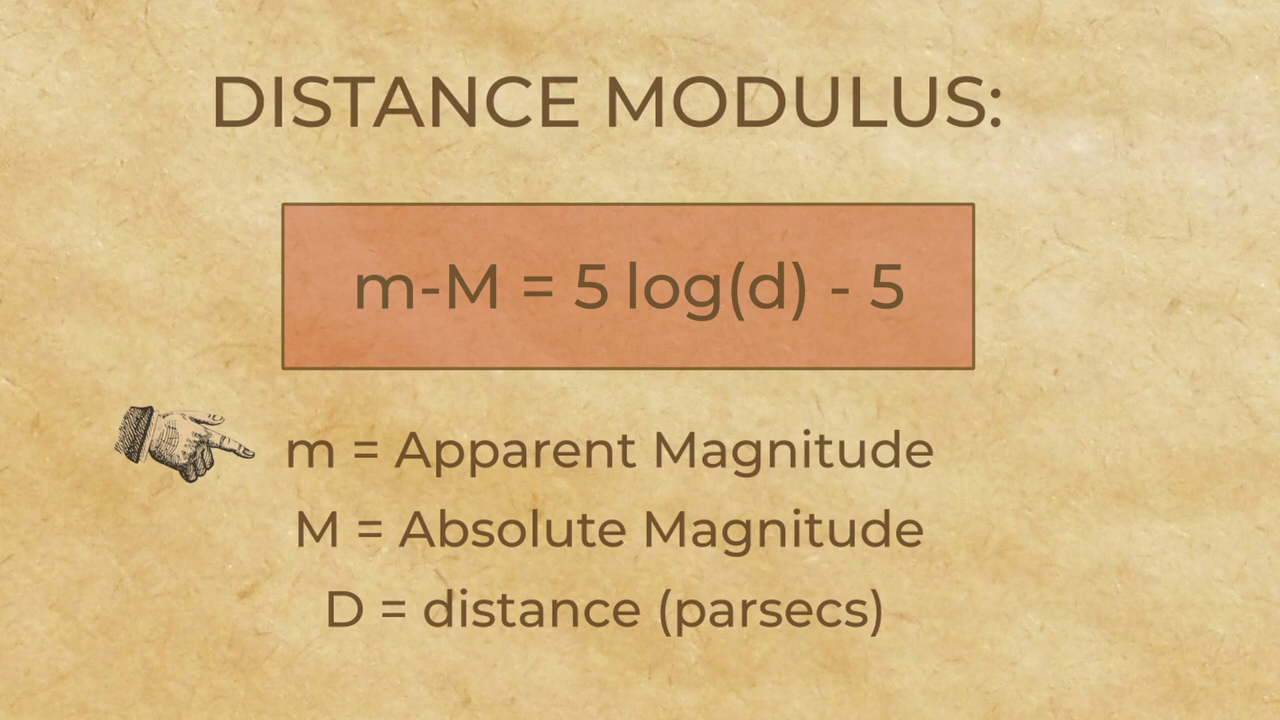 DISTANCE MODULUS:
m-M = 5 log(d) - 5
m = Apparent Magnitude
M = Absolute Magnitude
D = distance (parsecs)